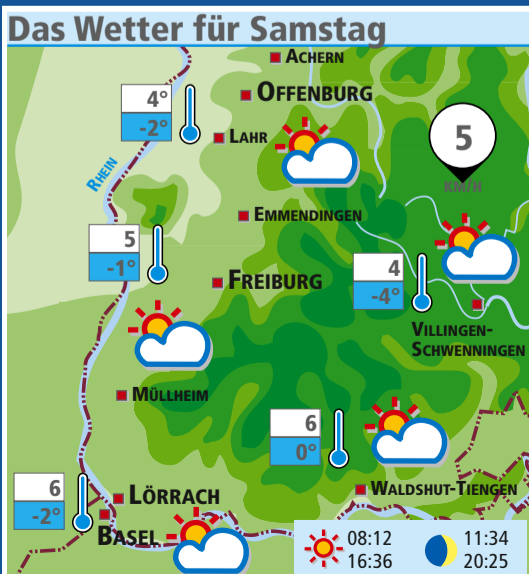 Das Wetter für Samstag
ACHERN
4°
-2°
OFFENBURG
LAHR
5
KM/H
RHEIN
EMMENDINGEN
5
-1°
FREIBURG
4
-4°
VILLINGEN-
SCHWENNINGEN
MÜLLHEIM
6
0°
6
-2°
LÖRRACH
WALDSHUT-TIENGEN
BASEL
08:12
16:36
11:34
20:25